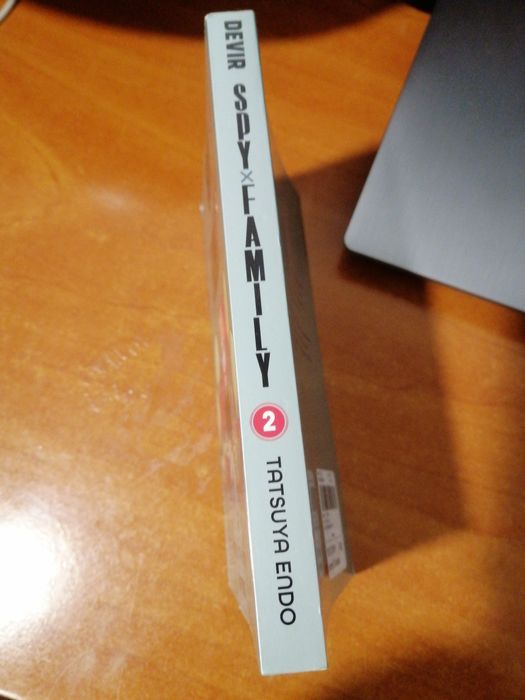 DEVIR
SPY×FAMILY
2
TATSUYA ENDO